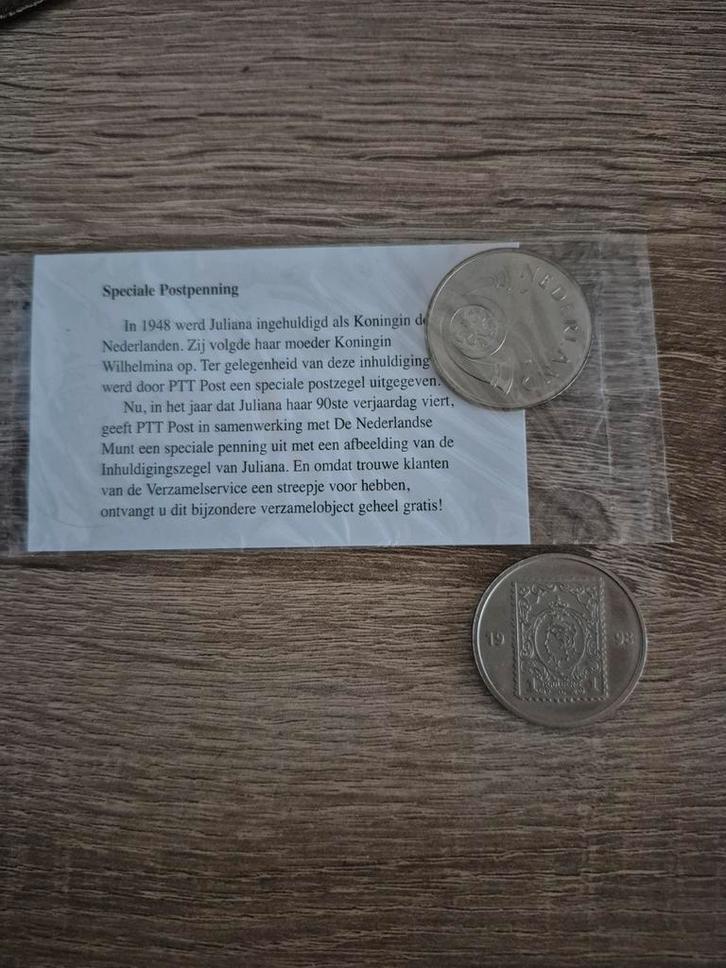 Speciale Postpenning
In 1948 werd Juliana ingehuldigd als Koningin de
Nederlanden. Zij volgde haar moeder Koningin
Wilhelmina op. Ter gelegenheid van deze inhuldiging
werd door PTT Post een speciale postzegel uitgegeven.
Nu, in het jaar dat Juliana haar 90ste verjaardag viert,
geeft PTT Post in samenwerking met De Nederlandse
Munt een speciale penning uit met een afbeelding van de
Inhuldigingszegel van Juliana. En omdat trouwe klanten
van de Verzamelservice een streepje voor hebben,
ontvangt u dit bijzondere verzamelobject geheel gratis!
NEDERLAND
19 98
1 1